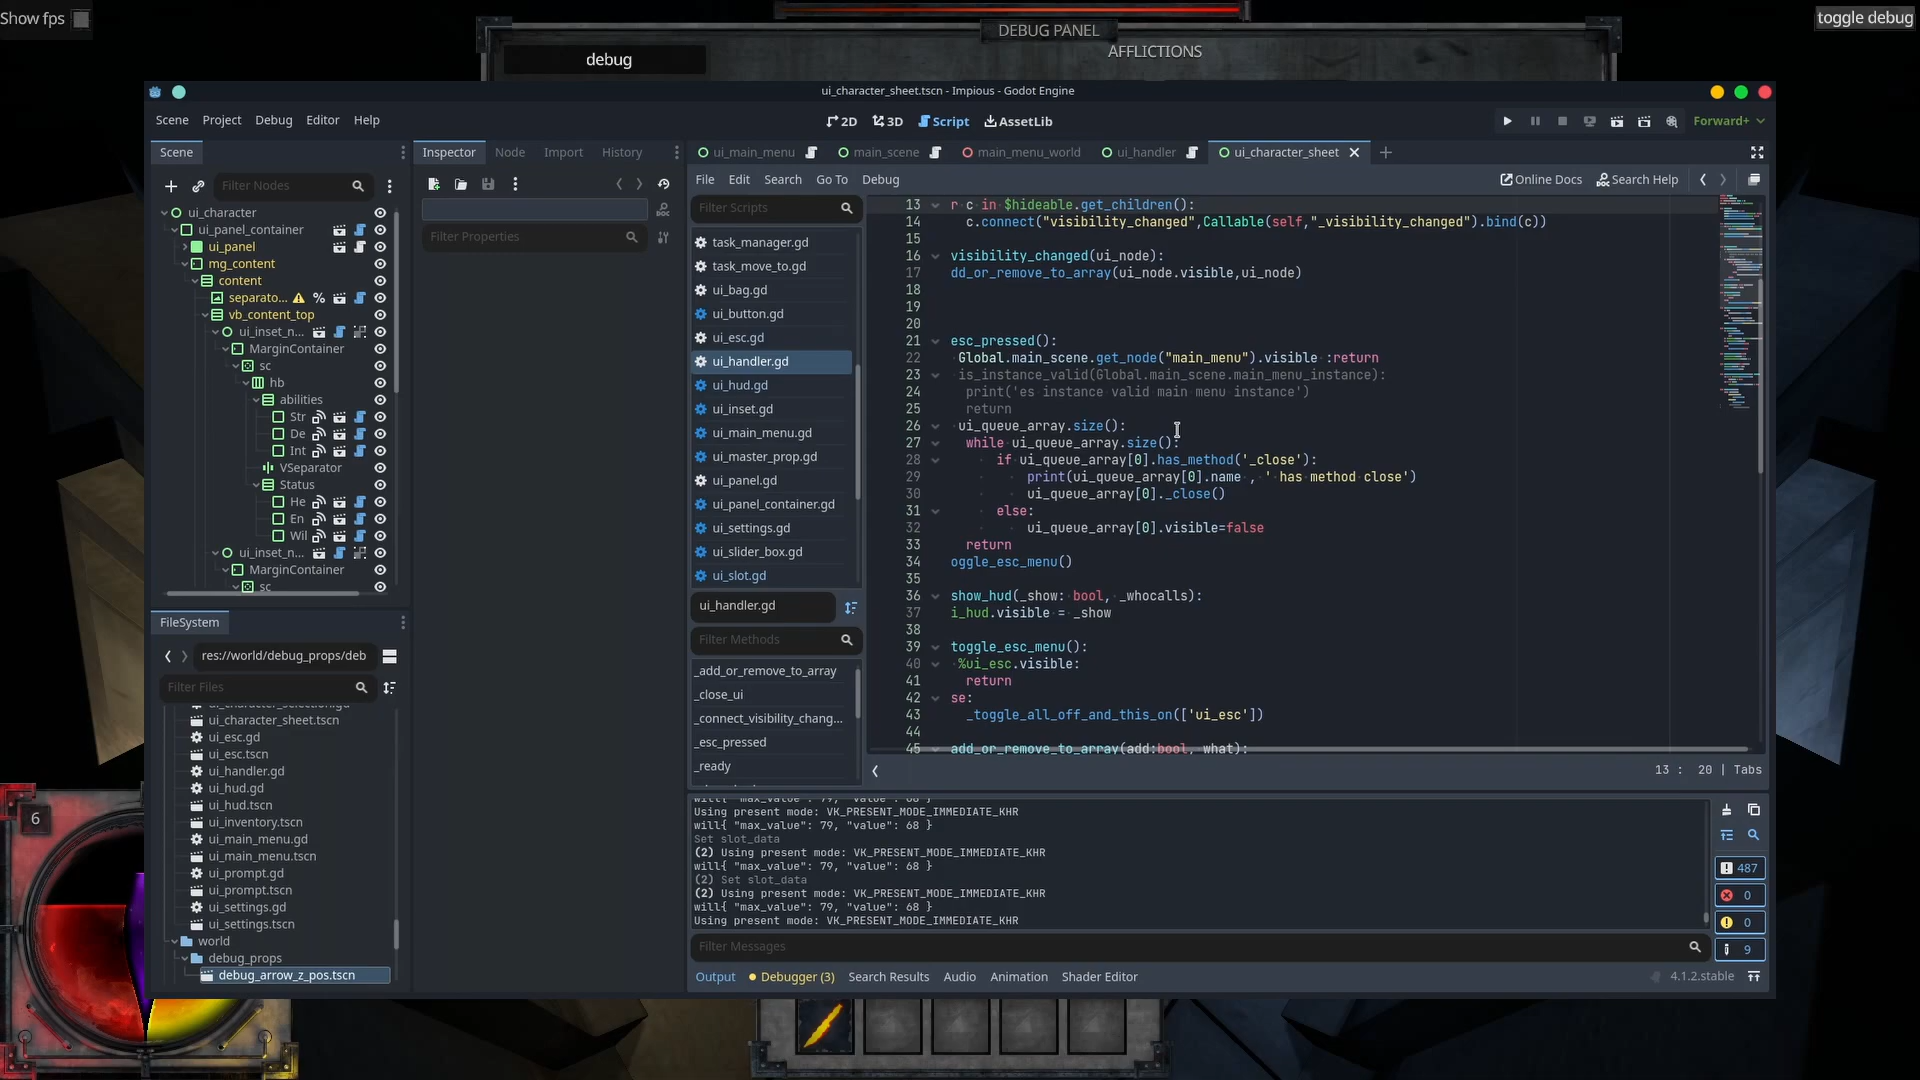 Show fps
toggle debug
DEBUG PANEL
debug
AFFLICTIONS
ui_character_sheet.tscn - Impious - Godot Engine
Scene Project Debug Editor Help
2D 3D Script AssetLib
Forward+
Scene
Filter Nodes
ui_character
ui_panel_container
ui_panel
mg_content
content
separato...
vb_content_top
ui_inset_n...
MarginContainer
sc
hb
abilities
Str
De
Int
VSeparator
Status
He
En
Wil
ui_inset_n...
MarginContainer
sc
FileSystem
res://world/debug_props/deb
Filter Files
ui_character_selection.gd
ui_character_sheet.tscn
ui_esc.gd
ui_esc.tscn
ui_handler.gd
ui_hud.gd
ui_hud.tscn
ui_inventory.tscn
ui_main_menu.gd
ui_main_menu.tscn
ui_prompt.gd
ui_prompt.tscn
ui_settings.gd
ui_settings.tscn
world
debug_props
debug_arrow_z_pos.tscn
6
Inspector Node Import History
Filter Properties
ui_main_menu main_scene main_menu_world ui_handler ui_character_sheet
File Edit Search Go To Debug
Online Docs Search Help
Filter Scripts
task_manager.gd
task_move_to.gd
ui_bag.gd
ui_button.gd
ui_esc.gd
ui_handler.gd
ui_hud.gd
ui_inset.gd
ui_main_menu.gd
ui_master_prop.gd
ui_panel.gd
ui_panel_container.gd
ui_settings.gd
ui_slider_box.gd
ui_slot.gd
ui_handler.gd
Filter Methods
_add_or_remove_to_array
_close_ui
_connect_visibility_chang...
_esc_pressed
_ready
13 r c in $hideable.get_children():
14 c.connect("visibility_changed",Callable(self,"_visibility_changed").bind(c))
15
16 visibility_changed(ui_node):
17 dd_or_remove_to_array(ui_node.visible,ui_node)
18
19
20
21 esc_pressed():
22 Global.main_scene.get_node("main_menu").visible :return
23 is_instance_valid(Global.main_scene.main_menu_instance):
24 print('es instance valid main menu instance')
25 return
26 ui_queue_array.size():
27 while ui_queue_array.size():
28 if ui_queue_array[0].has_method('_close'):
29 print(ui_queue_array[0].name , ' has method close')
30 ui_queue_array[0]._close()
31 else:
32 ui_queue_array[0].visible=false
33 return
34 oggle_esc_menu()
35
36 show_hud(_show: bool, _whocalls):
37 i_hud.visible = _show
38
39 toggle_esc_menu():
40 %ui_esc.visible:
41 return
42 se:
43 _toggle_all_off_and_this_on(['ui_esc'])
44
45 add_or_remove_to_array(add:bool, what):
13 : 20 | Tabs
will{ "max_value": 79, "value": 68 }
Using present mode: VK_PRESENT_MODE_IMMEDIATE_KHR
will{ "max_value": 79, "value": 68 }
Set slot_data
(2) Using present mode: VK_PRESENT_MODE_IMMEDIATE_KHR
will{ "max_value": 79, "value": 68 }
(2) Set slot_data
(2) Using present mode: VK_PRESENT_MODE_IMMEDIATE_KHR
will{ "max_value": 79, "value": 68 }
Using present mode: VK_PRESENT_MODE_IMMEDIATE_KHR
487
0
0
9
Filter Messages
Output Debugger (3) Search Results Audio Animation Shader Editor
4.1.2.stable